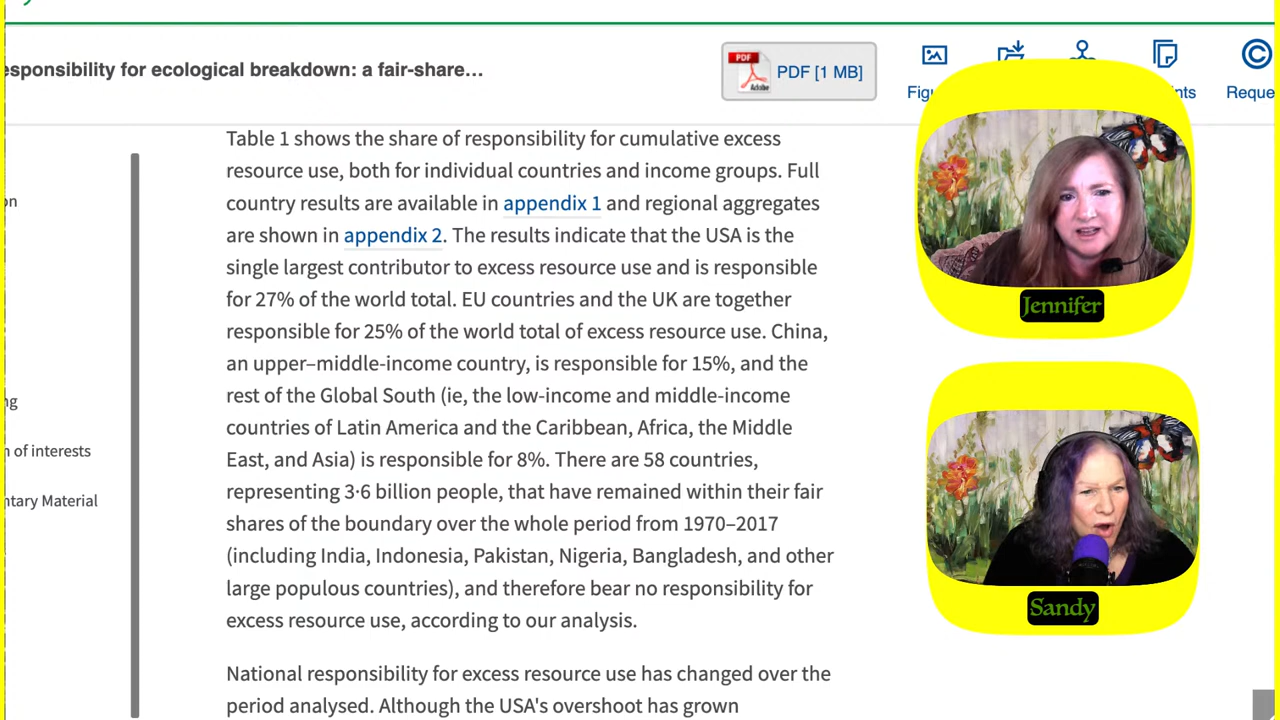 esponsibility for ecological breakdown: a fair-share…
PDF
Adobe
PDF [1 MB]
Figu
nts
Reque
Table 1 shows the share of responsibility for cumulative excess
resource use, both for individual countries and income groups. Full
country results are available in appendix 1 and regional aggregates
are shown in appendix 2. The results indicate that the USA is the
single largest contributor to excess resource use and is responsible
for 27% of the world total. EU countries and the UK are together
responsible for 25% of the world total of excess resource use. China,
an upper–middle-income country, is responsible for 15%, and the
rest of the Global South (ie, the low-income and middle-income
countries of Latin America and the Caribbean, Africa, the Middle
East, and Asia) is responsible for 8%. There are 58 countries,
representing 3·6 billion people, that have remained within their fair
shares of the boundary over the whole period from 1970–2017
(including India, Indonesia, Pakistan, Nigeria, Bangladesh, and other
large populous countries), and therefore bear no responsibility for
excess resource use, according to our analysis.
National responsibility for excess resource use has changed over the
period analysed. Although the USA's overshoot has grown
on
ng
n of interests
ntary Material
Jennifer
Sandy